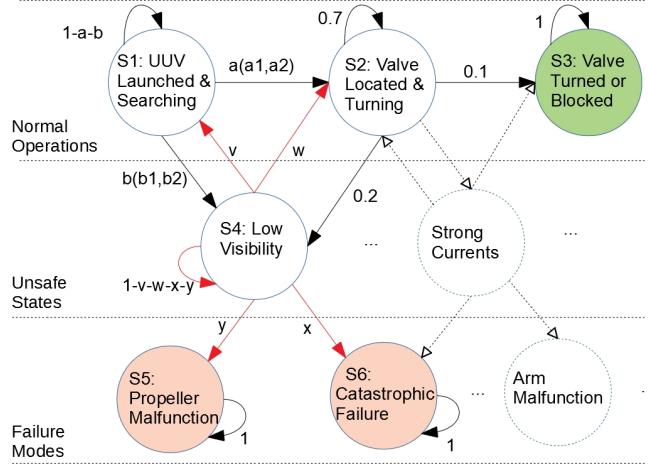 0.7
1
1-a-b
S1: UUV
Launched &
Searching
a(a1,a2)
S2: Valve
Located &
Turning
0.1
S3: Valve
Turned or
Blocked
Normal
Operations
v
w
b(b1,b2)
0.2
S4: Low
Visibility
...
Strong
Currents
...
1-v-w-x-y
Unsafe
States
y
x
S5:
Propeller
Malfunction
1
S6:
Catastrophic
Failure
1
...
Arm
Malfunction
.
Failure
Modes